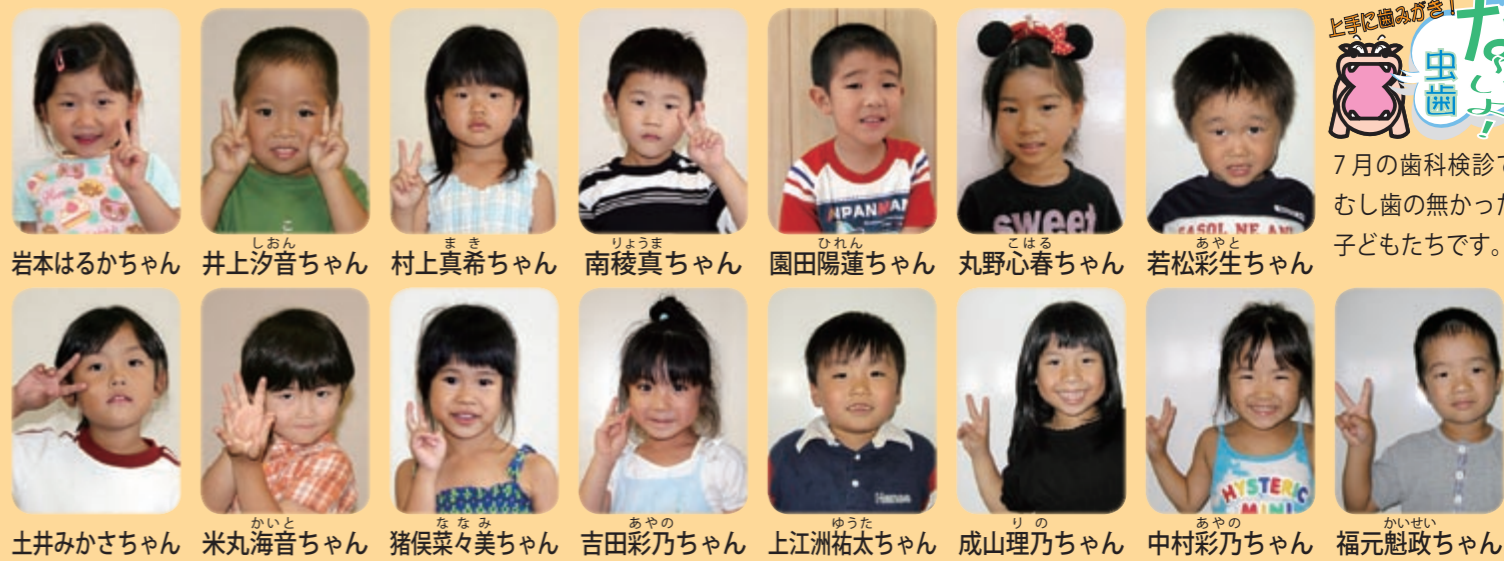 上手に歯みがき!
虫歯
な～いしょ!
7月の歯科検診で
むし歯の無かった
子どもたちです。
sweet
しおん
まき
りょうま
ひれん
こはる
あやと
岩本はるかちゃん 井上汐音ちゃん 村上真希ちゃん 南稜真ちゃん 園田陽蓮ちゃん 丸野心春ちゃん 若松彩生ちゃん
HYSTERIC
MINI
かいと
ななみ
あやの
ゆうた
りの
あやの
かいせい
土井みかさちゃん 米丸海音ちゃん 猪俣菜々美ちゃん 吉田彩乃ちゃん 上江洲祐太ちゃん 成山理乃ちゃん 中村彩乃ちゃん 福元魁政ちゃん